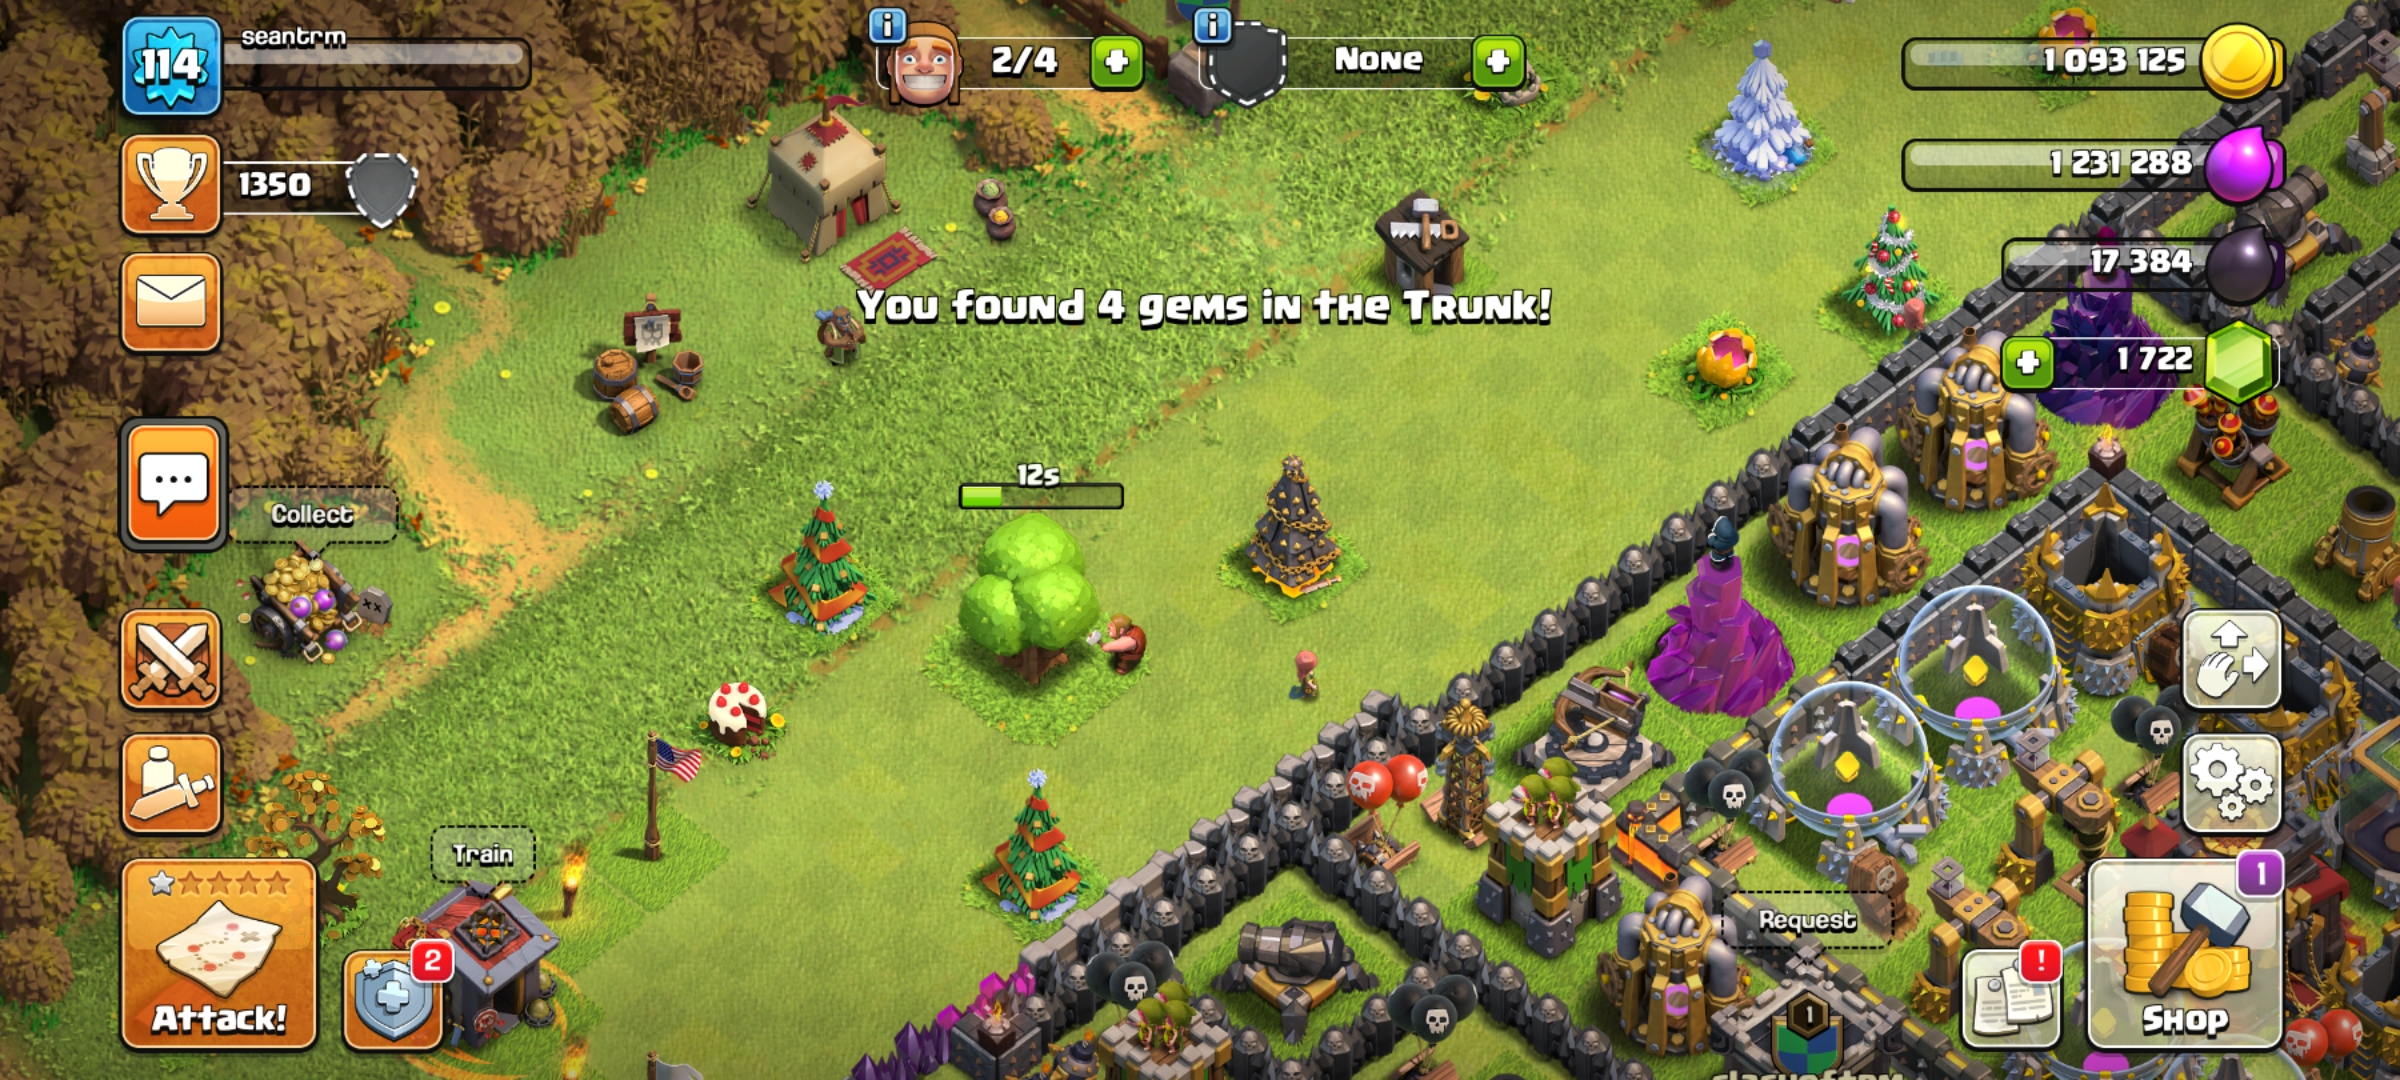 114
seantrm
2/4
None
1 093 125
1350
1 231 288
17 384
You found 4 gems in the Trunk!
1 722
12s
Collect
Train
1
Request
2
!
Attack!
1
Shop